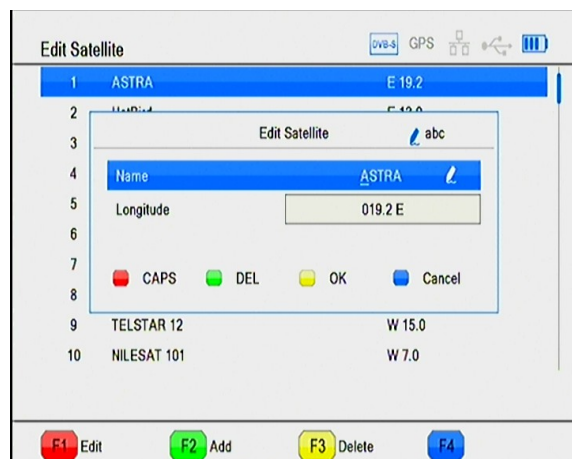 Edit Satellite DVB-S GPS
1 ASTRA E 19.2
2
Edit Satellite abc
3
4 Name ASTRA
5 Longitude 019.2 E
6
7 CAPS DEL OK Cancel
8
9 TELSTAR 12 W 15.0
10 NILESAT 101 W 7.0
F1 Edit F2 Add F3 Delete F4